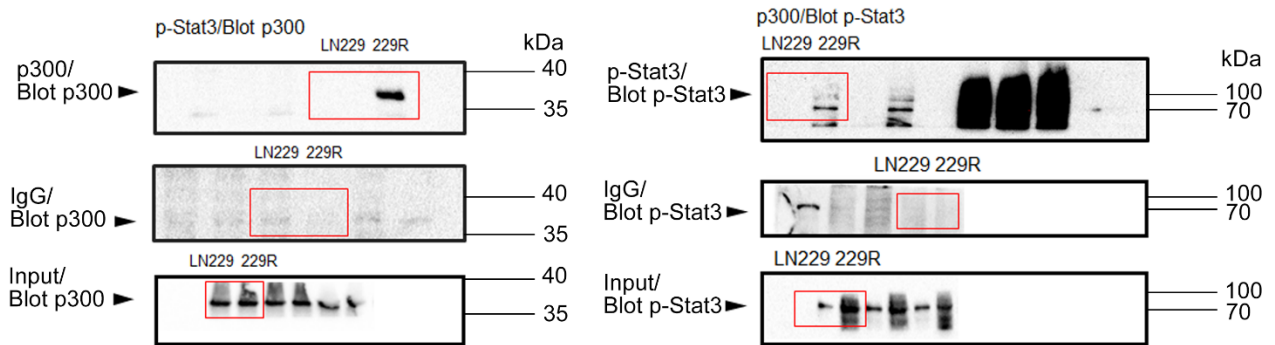 p-Stat3/Blot p300
LN229 229R
kDa
p300/
Blot p300
40
35
LN229 229R
IgG/
Blot p300
40
35
LN229 229R
Input/
Blot p300
40
35
p300/Blot p-Stat3
LN229 229R
kDa
p-Stat3/
Blot p-Stat3
100
70
LN229 229R
IgG/
Blot p-Stat3
100
70
LN229 229R
Input/
Blot p-Stat3
100
70